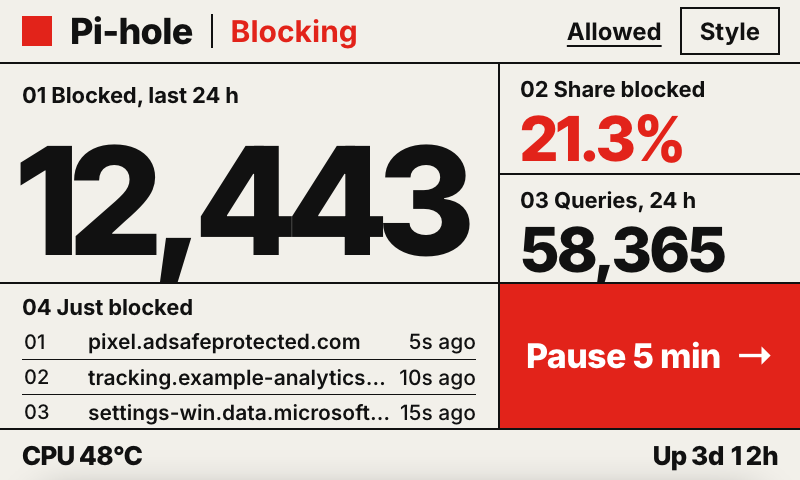 Pi-hole Blocking Allowed Style
01 Blocked, last 24 h
12,443
02 Share blocked
21.3%
03 Queries, 24 h
58,365
04 Just blocked
01 pixel.adsafeprotected.com 5s ago
02 tracking.example-analytics... 10s ago
03 settings-win.data.microsoft... 15s ago
Pause 5 min →
CPU 48°C Up 3d 12h